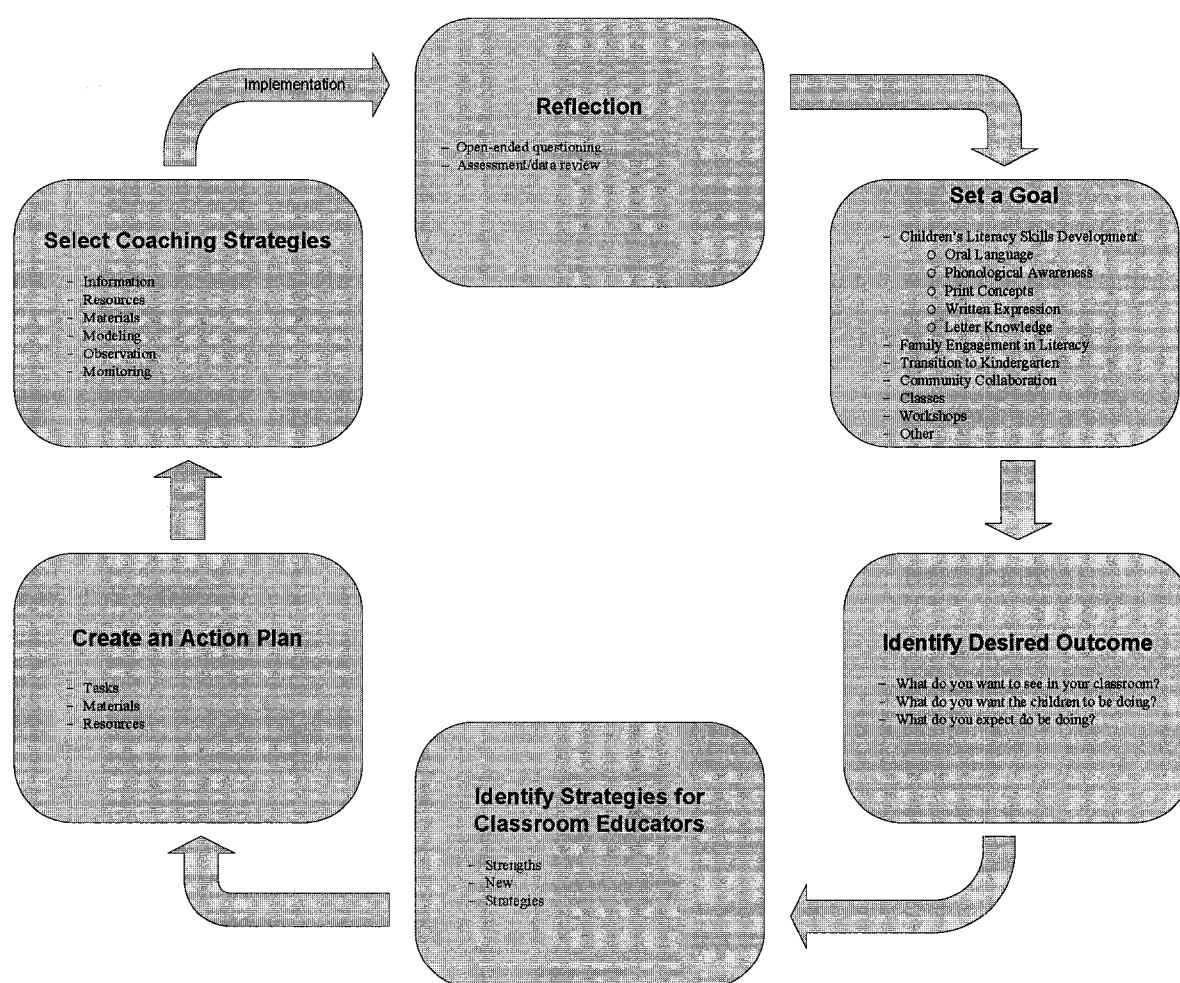 Implementation
Reflection
- Open-ended questioning
- Assessment/data review
Set a Goal
- Children's Literacy Skills Development
o Oral Language
o Phonological Awareness
o Print Concepts
o Written Expression
o Letter Knowledge
- Family Engagement in Literacy
- Transition to Kindergarten
- Community Collaboration
- Classes
- Workshops
- Other
Identify Desired Outcome
- What do you want to see in your classroom?
- What do you want the children to be doing?
- What do you expect do be doing?
Identify Strategies for
Classroom Educators
- Strengths
- New
- Strategies
Create an Action Plan
- Tasks
- Materials
- Resources
Select Coaching Strategies
- Information
- Resources
- Materials
- Modeling
- Observation
- Monitoring